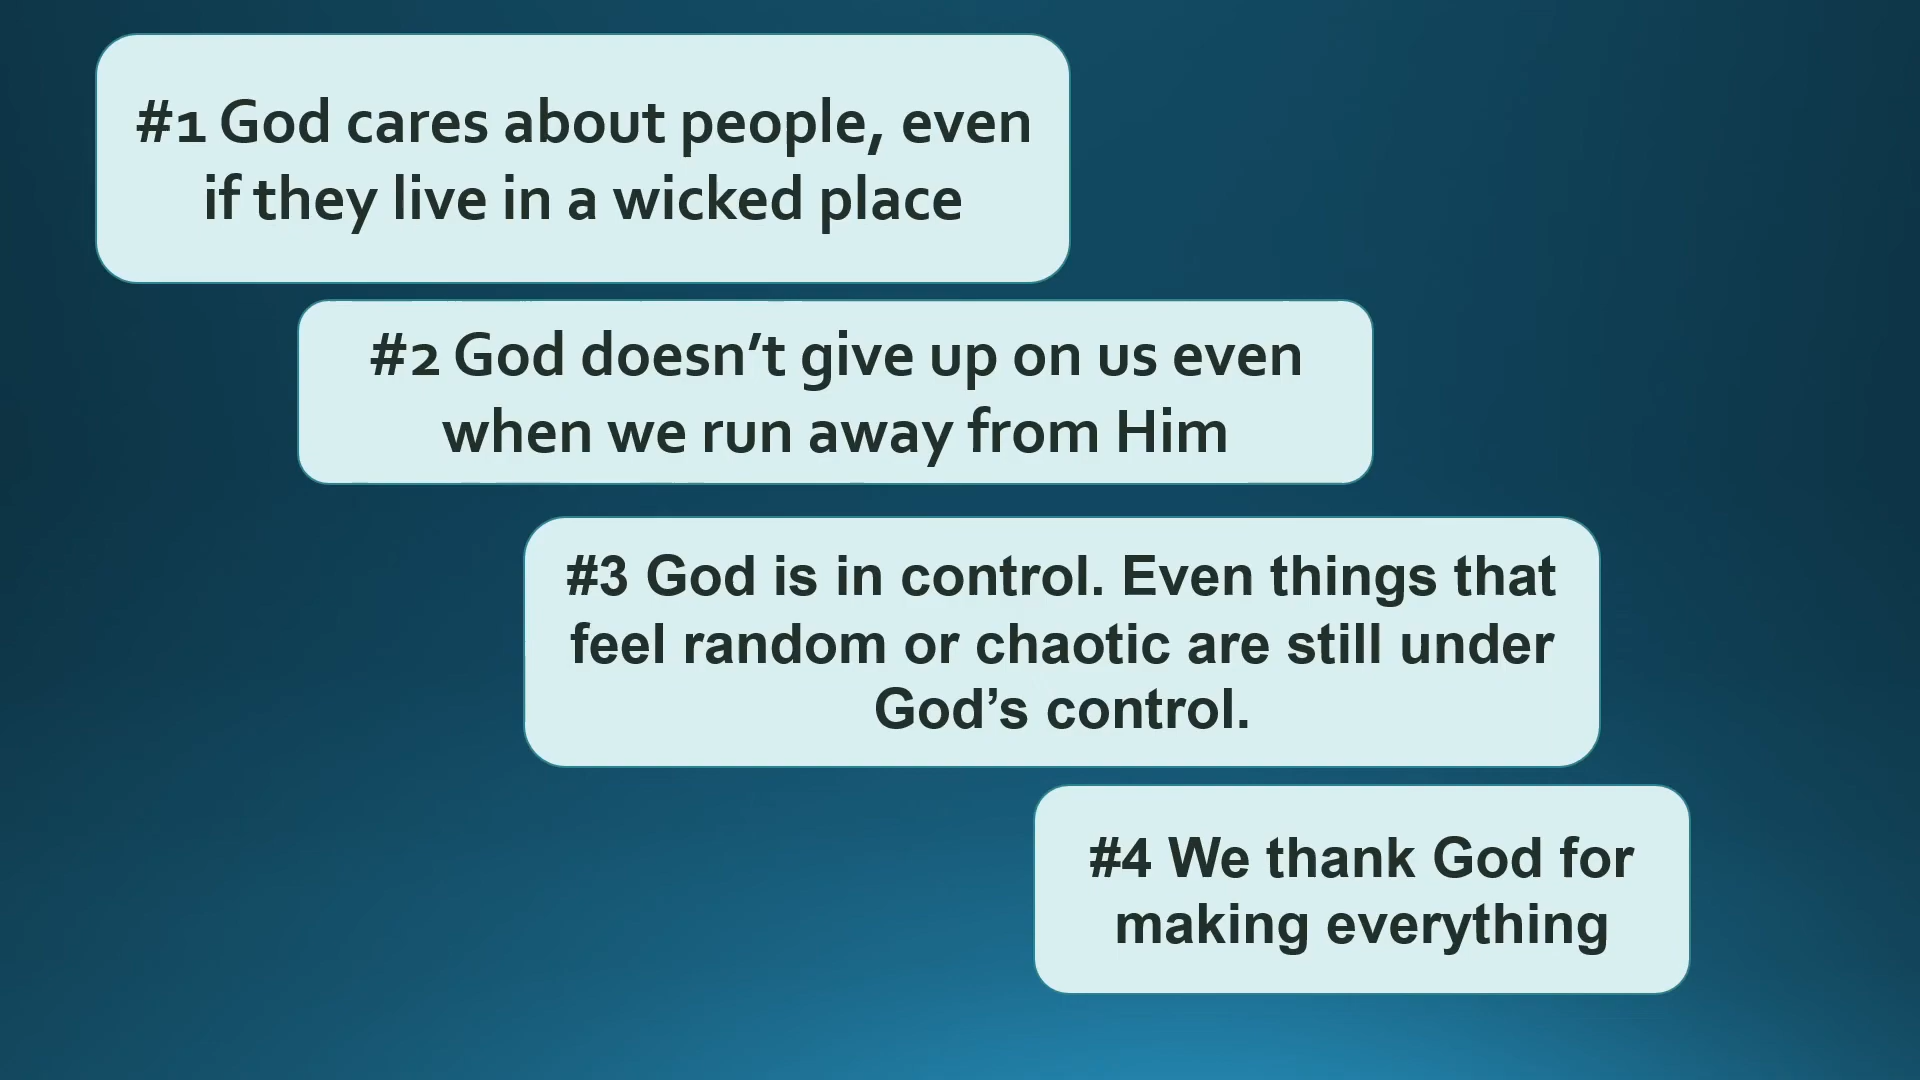 #1 God cares about people, even
if they live in a wicked place
#2 God doesn’t give up on us even
when we run away from Him
#3 God is in control. Even things that
feel random or chaotic are still under
God’s control.
#4 We thank God for
making everything